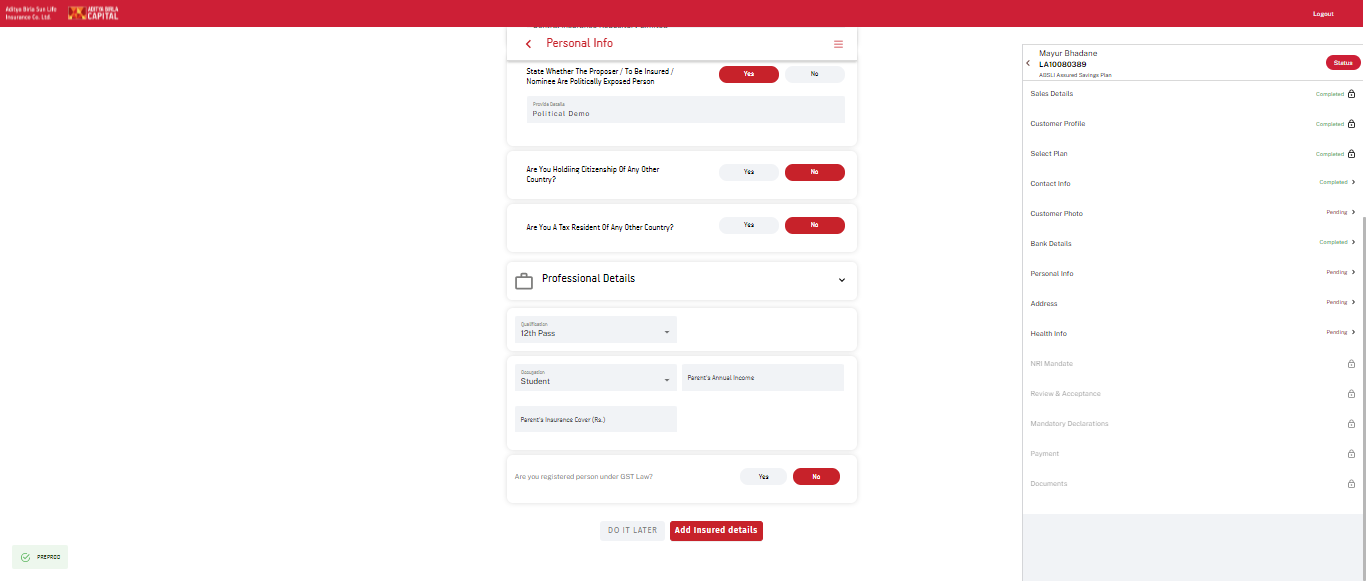 Aditya Birla Sun Life
Insurance Co. Ltd.
ADITYA BIRLA
CAPITAL
Logout
Personal Info
State Whether The Proposer / To Be Insured /
Nominee Are Politically Exposed Person
Yes
No
Provide Details
Political Demo
Are You Holdiing Citizenship Of Any Other
Country?
Yes
No
Are You A Tax Resident Of Any Other Country?
Yes
No
Professional Details
Qualification
12th Pass
Occupation
Student
Parent's Annual Income
Parent's Insurance Cover (Rs.)
Are you registered person under GST Law?
Yes
No
DO IT LATER
Add Insured details
PREPROD
Mayur Bhadane
LA10080389
ABSLI Assured Savings Plan
Status
Sales Details
Completed
Customer Profile
Completed
Select Plan
Completed
Contact Info
Completed
Customer Photo
Pending
Bank Details
Completed
Personal Info
Pending
Address
Pending
Health Info
Pending
NRI Mandate
Review & Acceptance
Mandatory Declarations
Payment
Documents